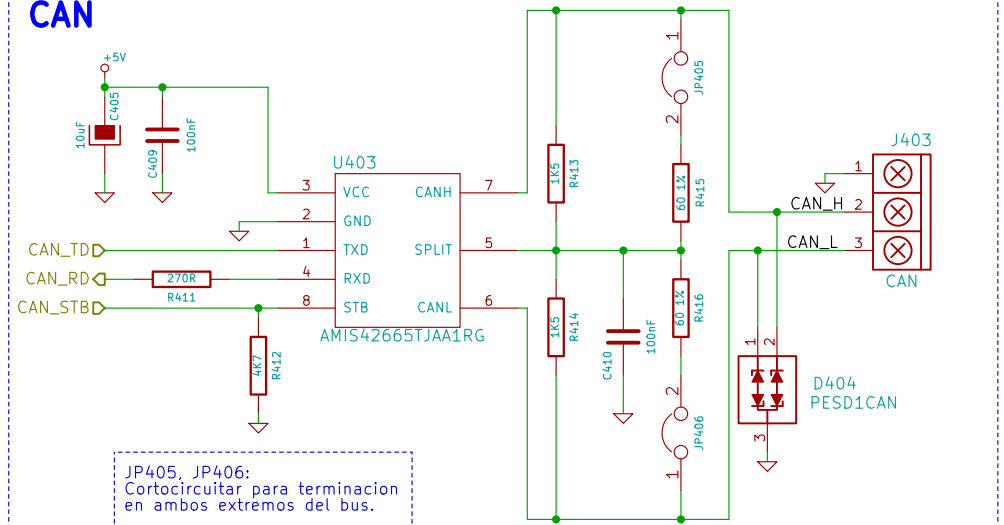 CAN
+5V
C405
10uF
C409
100nF
U403
3 VCC CANH 7
2 GND
1 TXD SPLIT 5
4 RXD
8 STB CANL 6
AMIS42665TJAA1RG
CAN_TD
CAN_RD
270R
R411
CAN_STB
4K7
R412
1K5
R413
1
JP405
2
60 1%
R415
1K5
R414
C410
100nF
60 1%
R416
2
JP406
1
J403
1
CAN_H 2
CAN_L 3
CAN
1 2
D404
PESD1CAN
3
JP405, JP406:
Cortocircuitar para terminacion
en ambos extremos del bus.